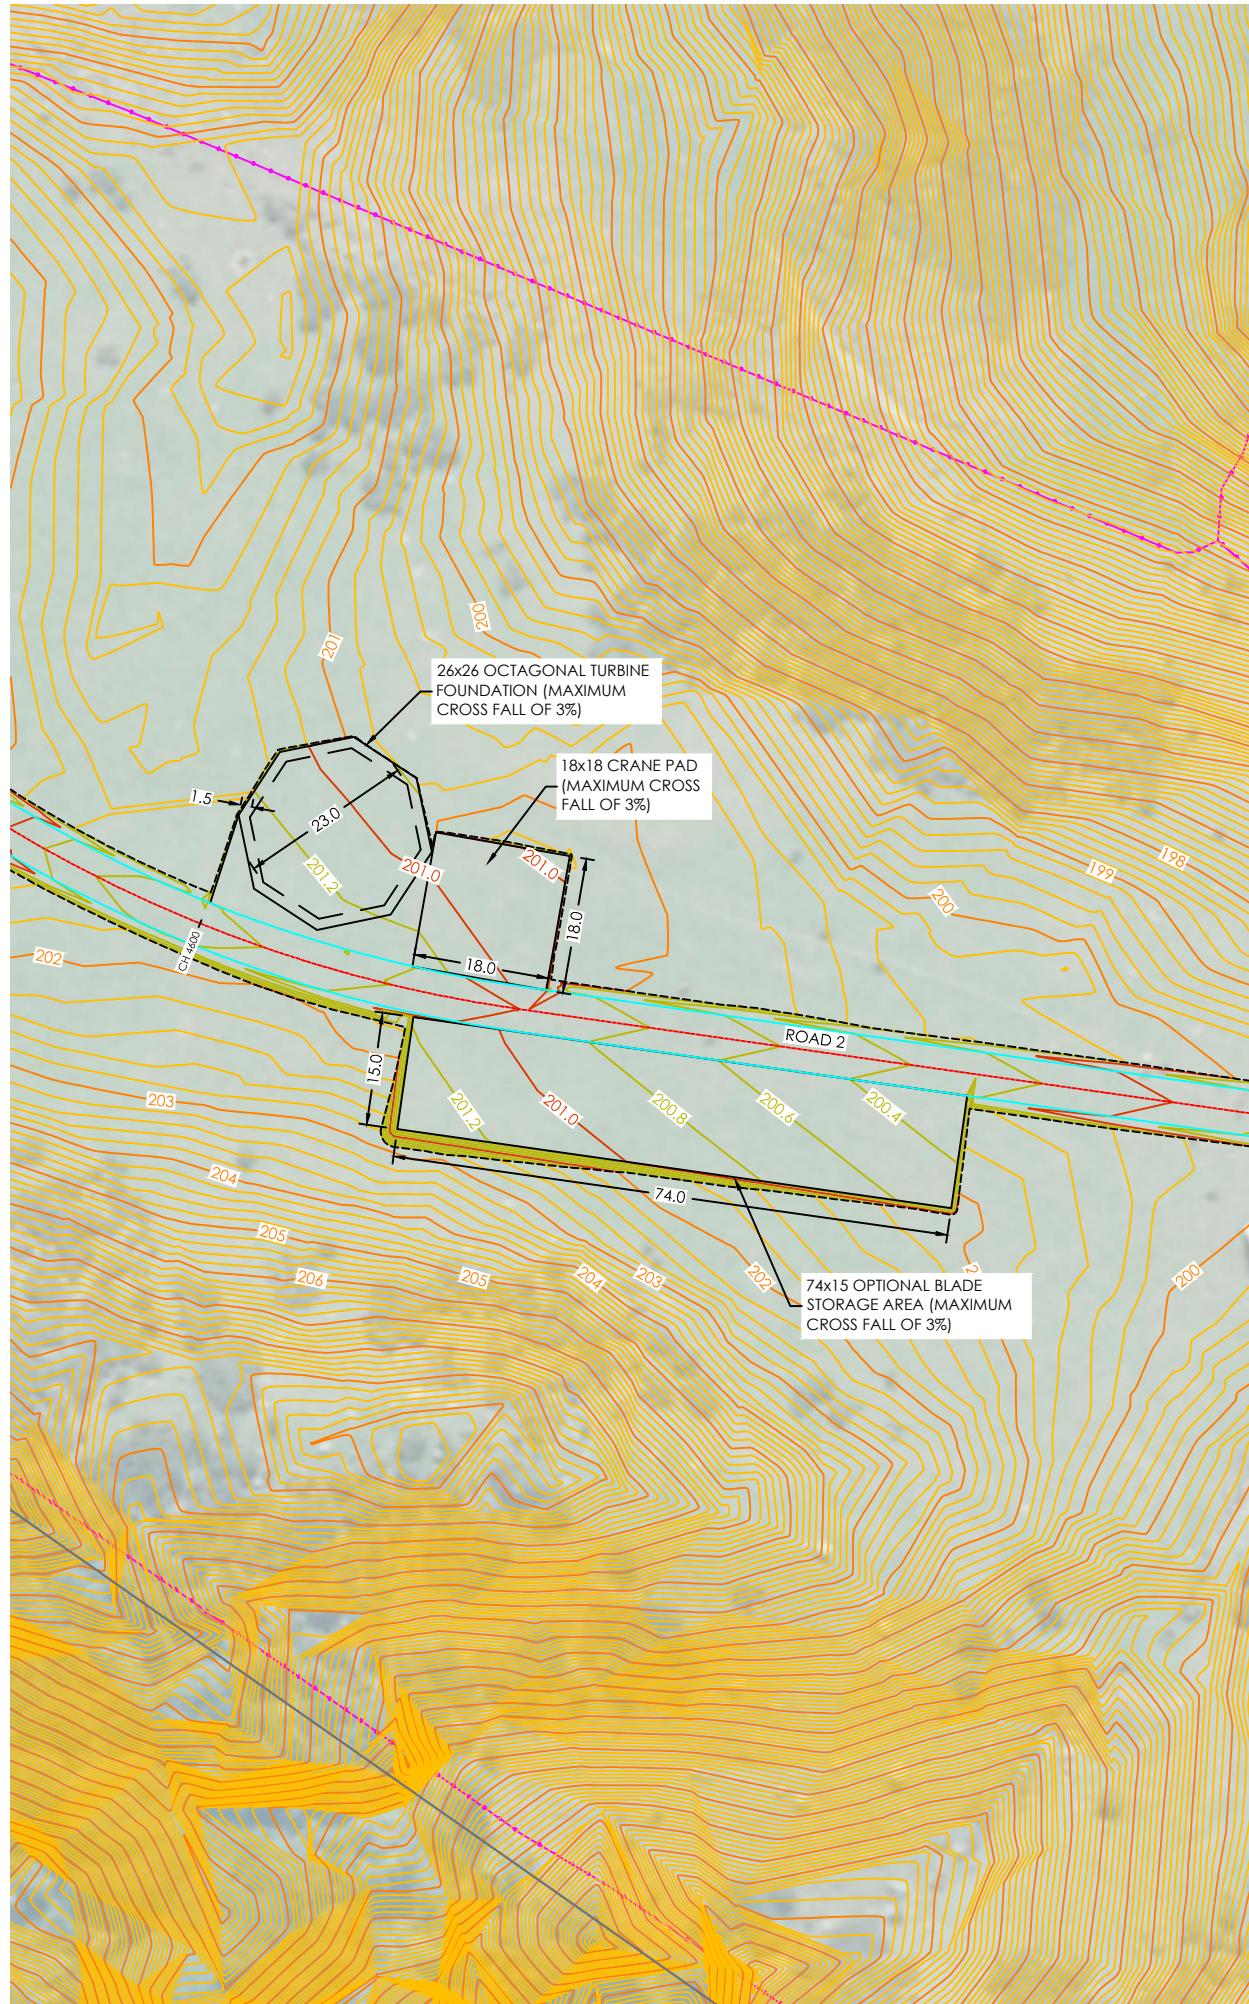 200
201
26x26 OCTAGONAL TURBINE
FOUNDATION (MAXIMUM
CROSS FALL OF 3%)
18x18 CRANE PAD
(MAXIMUM CROSS
FALL OF 3%)
1.5
23.0
201.2
201.0
201.0
198
199
200
18.0
18.0
CH 4600
202
ROAD 2
15.0
203
201.2
201.0
200.8
200.6
200.4
204
74.0
205
206
205
204
203
202
2
200
74x15 OPTIONAL BLADE
STORAGE AREA (MAXIMUM
CROSS FALL OF 3%)